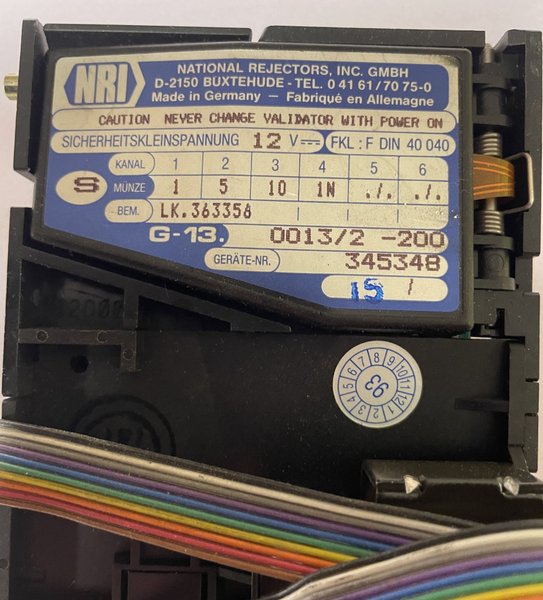 NRI
NATIONAL REJECTORS, INC. GMBH
D-2150 BUXTEHUDE - TEL. 0 41 61/70 75-0
Made in Germany – Fabriqué en Allemagne
CAUTION NEVER CHANGE VALIDATOR WITH POWER ON
SICHERHEITSKLEINSPANNUNG 12 V FKL : F DIN 40 040
KANAL 1 2 3 4 5 6
S MÜNZE 1 5 10 1N ./. ./.
BEM. LK.363358
G-13. 0013/2 -200
GERÄTE-NR. 345348
15 /
1 2 3 4 5 6 7 8 9 10 11 12
93
NRI